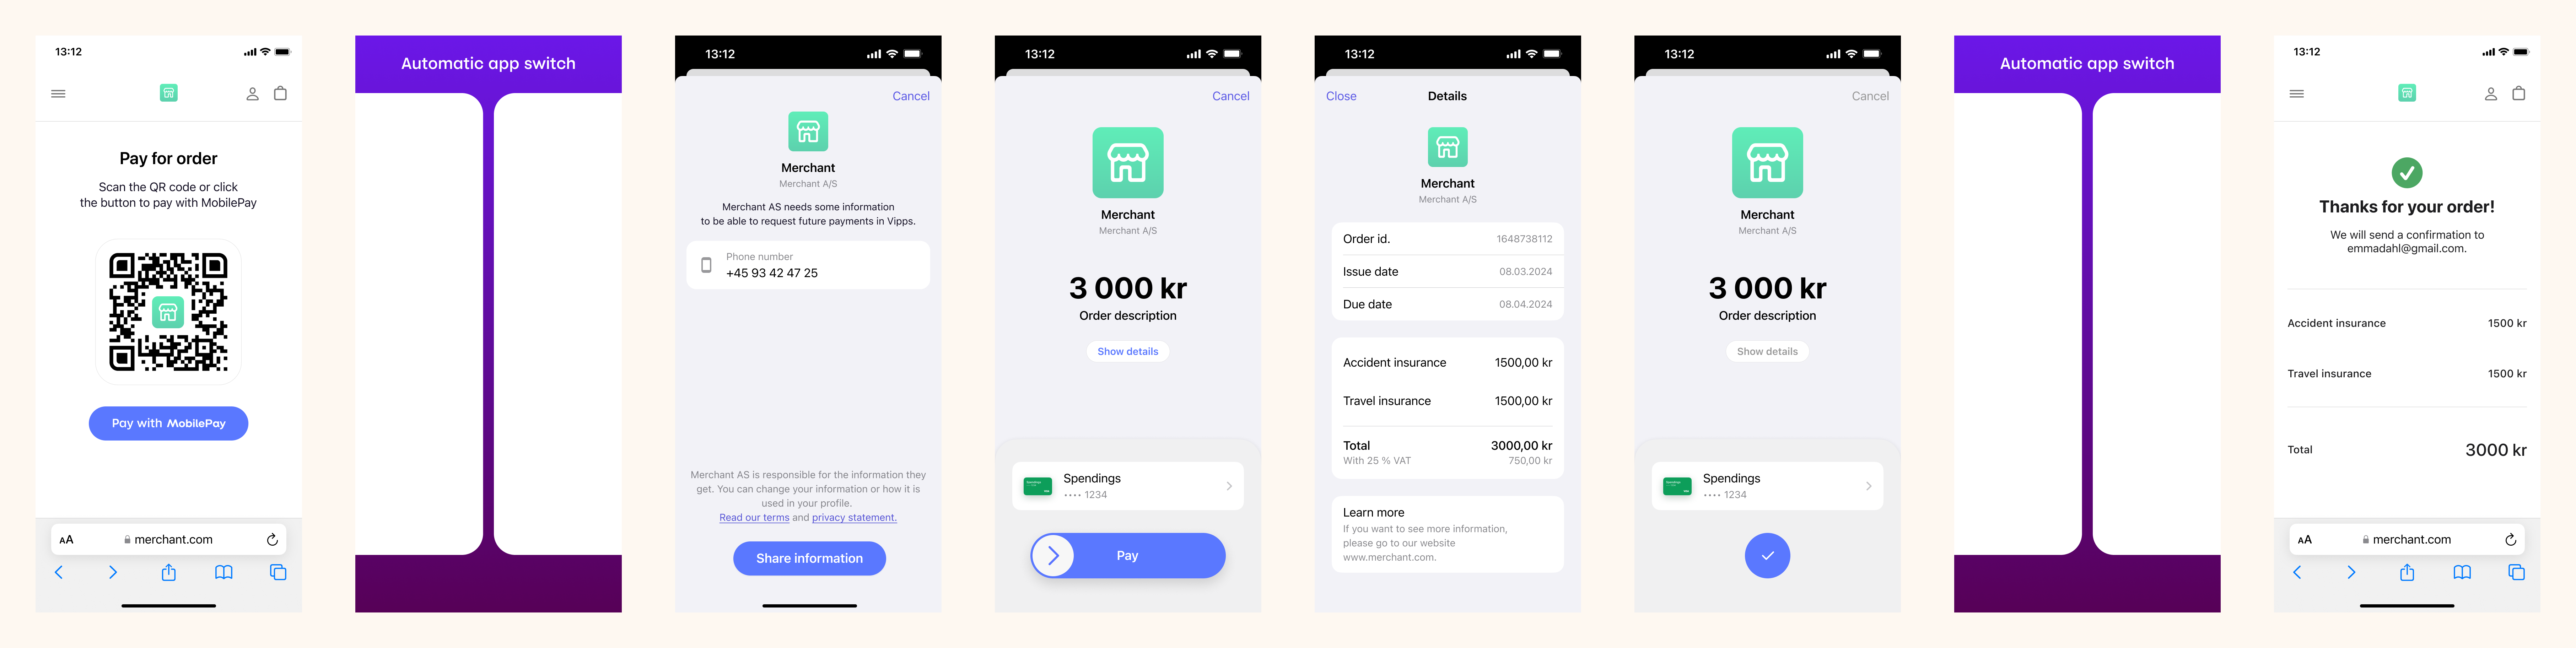 13:12
Pay for order
Scan the QR code or click
the button to pay with MobilePay
Pay with MobilePay
AA
merchant.com
Automatic app switch
13:12
Cancel
Merchant
Merchant A/S
Merchant AS needs some information
to be able to request future payments in Vipps.
Phone number
+45 93 42 47 25
Merchant AS is responsible for the information they
get. You can change your information or how it is
used in your profile.
Read our terms and privacy statement.
Share information
13:12
Cancel
Merchant
Merchant A/S
3 000 kr
Order description
Show details
Spendings
•••• 1234
Pay
13:12
Close Details
Merchant
Merchant A/S
Order id. 1648738112
Issue date 08.03.2024
Due date 08.04.2024
Accident insurance 1500,00 kr
Travel insurance 1500,00 kr
Total 3000,00 kr
With 25 % VAT 750,00 kr
Learn more
If you want to see more information,
please go to our website
www.merchant.com.
13:12
Cancel
Merchant
Merchant A/S
3 000 kr
Order description
Show details
Spendings
•••• 1234
Automatic app switch
13:12
Thanks for your order!
We will send a confirmation to
emmadahl@gmail.com.
Accident insurance 1500 kr
Travel insurance 1500 kr
Total 3000 kr
AA
merchant.com